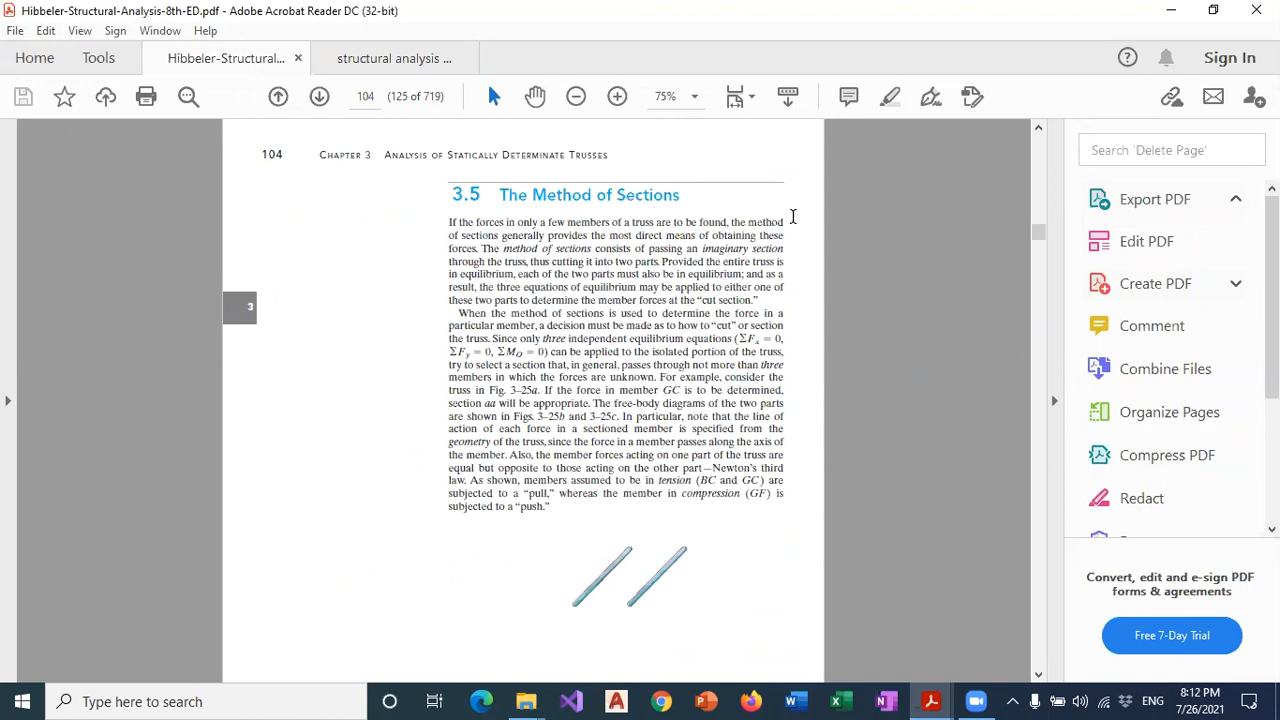 Hibbeler-Structural-Analysis-8th-ED.pdf - Adobe Acrobat Reader DC (32-bit)
File Edit View Sign Window Help
Home Tools Hibbeler-Structural... × structural analysis ... Sign In
104 (125 of 719) 75%
104 CHAPTER 3 ANALYSIS OF STATICALLY DETERMINATE TRUSSES
3.5 The Method of Sections
If the forces in only a few members of a truss are to be found, the method
of sections generally provides the most direct means of obtaining these
forces. The method of sections consists of passing an imaginary section
through the truss, thus cutting it into two parts. Provided the entire truss is
in equilibrium, each of the two parts must also be in equilibrium; and as a
result, the three equations of equilibrium may be applied to either one of
these two parts to determine the member forces at the “cut section.”
3
When the method of sections is used to determine the force in a
particular member, a decision must be made as to how to “cut” or section
the truss. Since only three independent equilibrium equations (ΣFx = 0,
ΣFy = 0, ΣMO = 0) can be applied to the isolated portion of the truss,
try to select a section that, in general, passes through not more than three
members in which the forces are unknown. For example, consider the
truss in Fig. 3–25a. If the force in member GC is to be determined,
section aa will be appropriate. The free-body diagrams of the two parts
are shown in Figs. 3–25b and 3–25c. In particular, note that the line of
action of each force in a sectioned member is specified from the
geometry of the truss, since the force in a member passes along the axis of
the member. Also, the member forces acting on one part of the truss are
equal but opposite to those acting on the other part—Newton’s third
law. As shown, members assumed to be in tension (BC and GC) are
subjected to a “pull,” whereas the member in compression (GF) is
subjected to a “push.”
Search 'Delete Page'
Export PDF
Edit PDF
Create PDF
Comment
Combine Files
Organize Pages
Compress PDF
Redact
Convert, edit and e-sign PDF
forms & agreements
Free 7-Day Trial
Type here to search
ENG
8:12 PM
7/26/2021